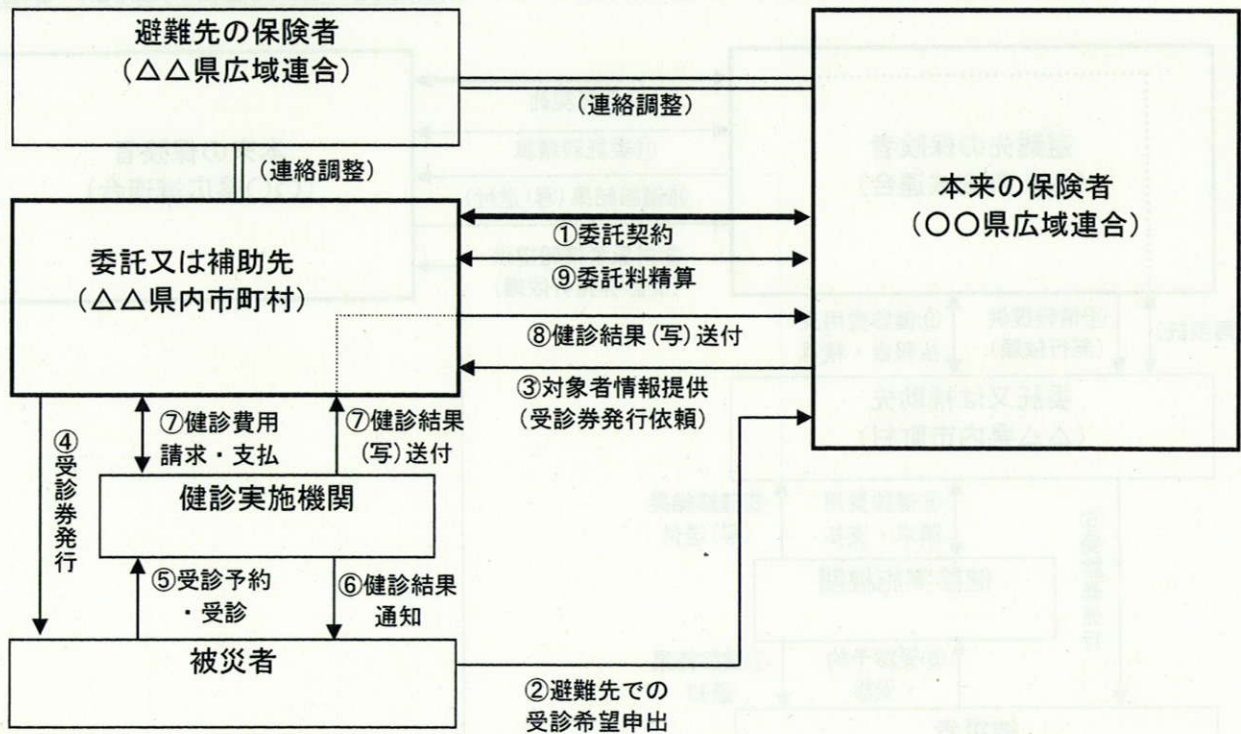 避難先の保険者
(△△県広域連合)
(連絡調整)
(連絡調整)
本来の保険者
(〇〇県広域連合)
委託又は補助先
(△△県内市町村)
①委託契約
⑨委託料精算
⑧健診結果(写)送付
③対象者情報提供
(受診券発行依頼)
④受診券発行
⑦健診費用
請求・支払
⑦健診結果
(写)送付
健診実施機関
⑤受診予約
・受診
⑥健診結果
通知
被災者
②避難先での
受診希望申出